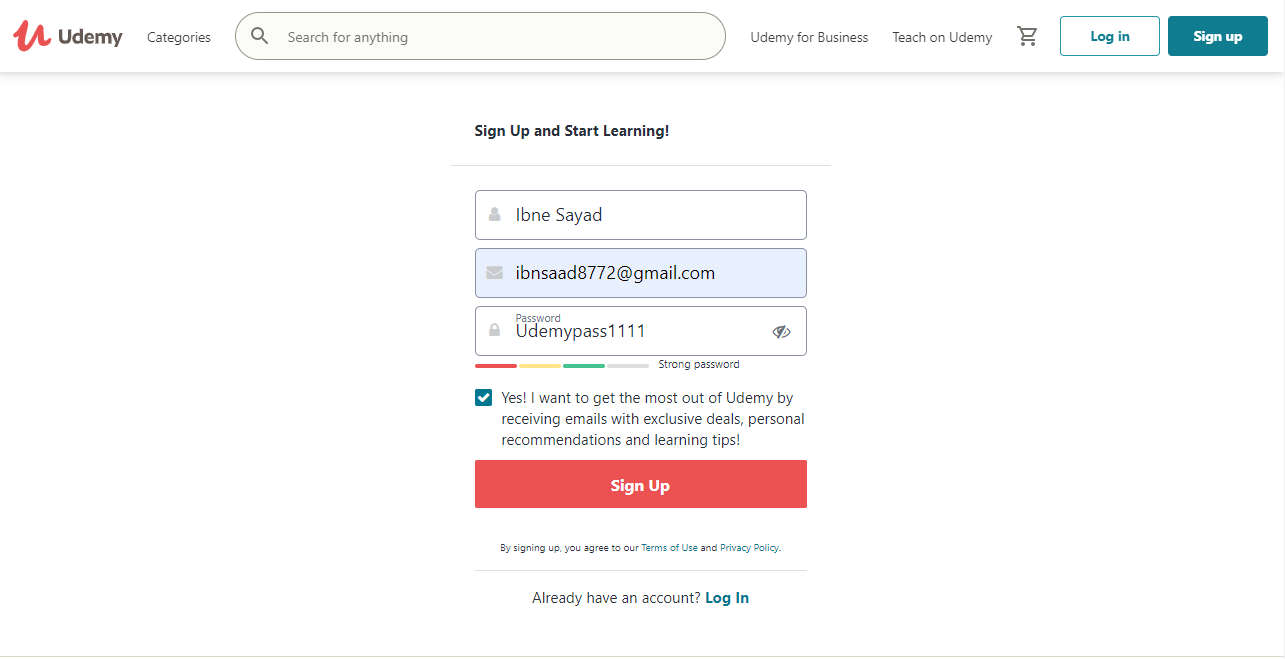 Udemy
Categories
Search for anything
Udemy for Business
Teach on Udemy
Log in
Sign up
Sign Up and Start Learning!
Ibne Sayad
ibnsaad8772@gmail.com
Password
Udemypass1111
Strong password
Yes! I want to get the most out of Udemy by
receiving emails with exclusive deals, personal
recommendations and learning tips!
Sign Up
By signing up, you agree to our Terms of Use and Privacy Policy.
Already have an account? Log In